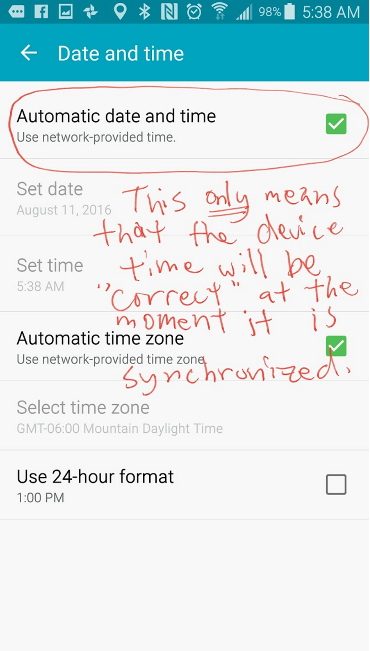 98% 5:38 AM
Date and time
Automatic date and time
Use network-provided time.
Set date
August 11, 2016
Set time
5:38 AM
This only means
that the device
time will be
"correct" at the
moment it is
synchronized.
Automatic time zone
Use network-provided time zone.
Select time zone
GMT-06:00 Mountain Daylight Time
Use 24-hour format
1:00 PM